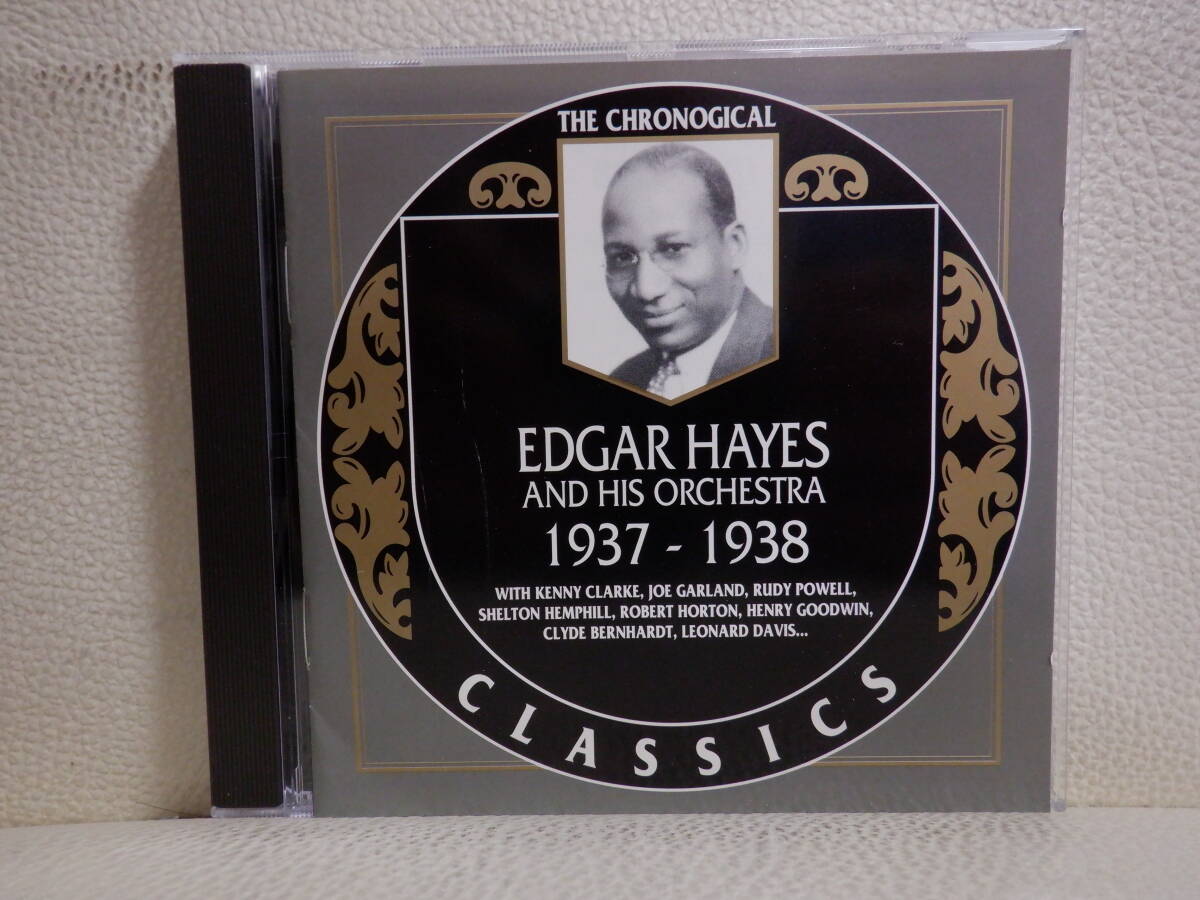 THE CHRONOGICAL
EDGAR HAYES
AND HIS ORCHESTRA
1937 - 1938
WITH KENNY CLARKE, JOE GARLAND, RUDY POWELL,
SHELTON HEMPHILL, ROBERT HORTON, HENRY GOODWIN,
CLYDE BERNHARDT, LEONARD DAVIS...
CLASSICS